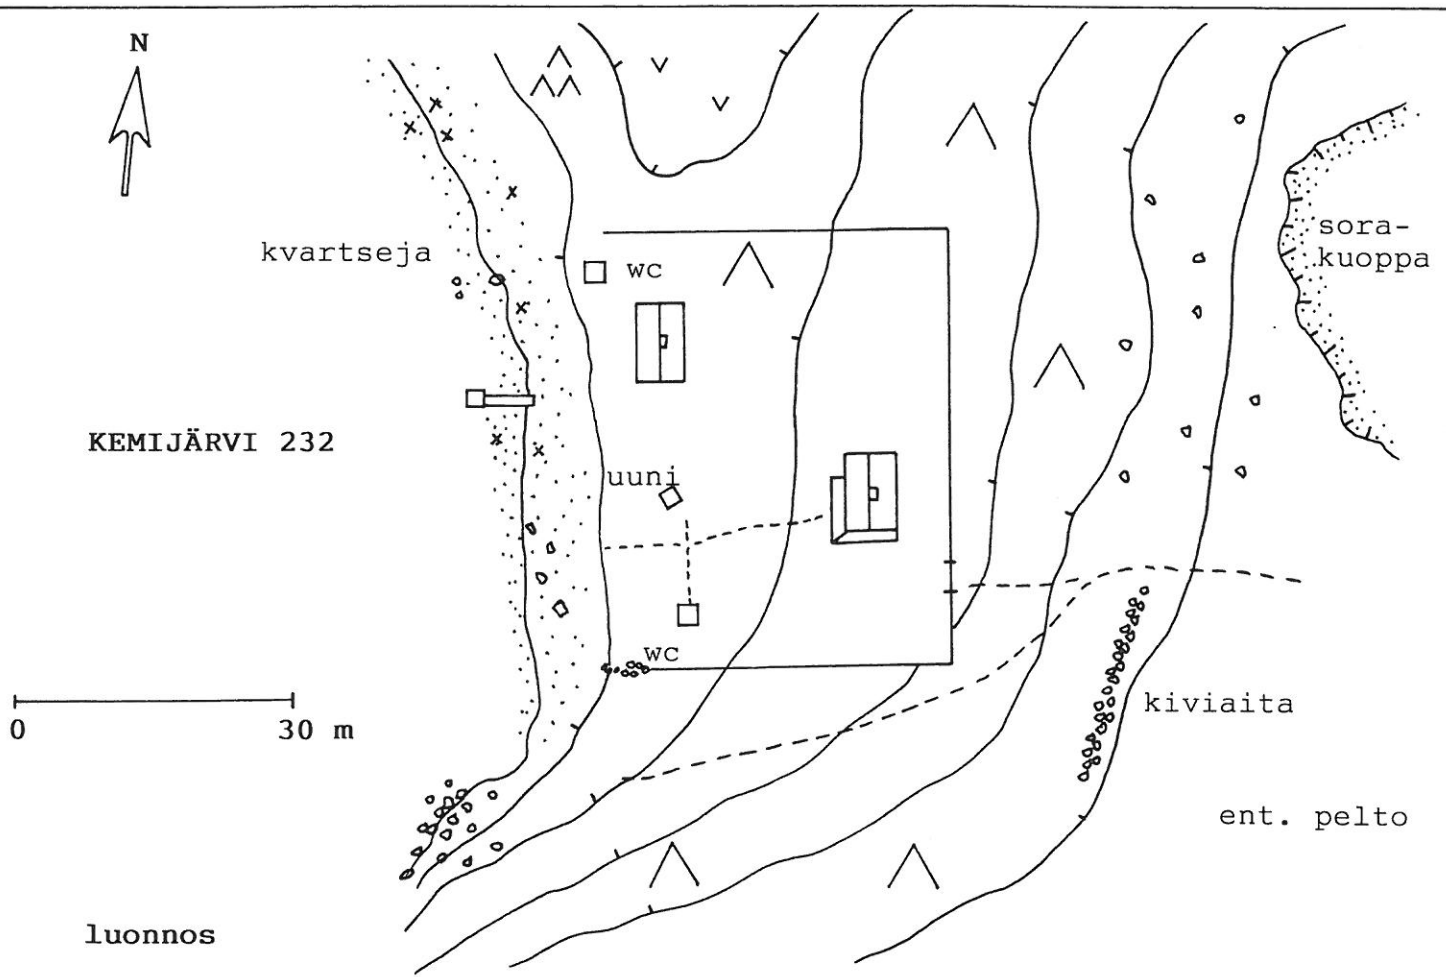 N
kvartseja
wc
sora-
kuoppa
KEMIJÄRVI 232
uuni
wc
0 30 m
kiviaita
ent. pelto
luonnos